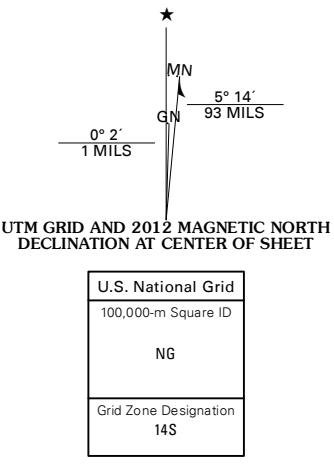 ★
MN
5° 14´
93 MILS
GN
0° 2´
1 MILS
UTM GRID AND 2012 MAGNETIC NORTH
DECLINATION AT CENTER OF SHEET
U.S. National Grid
100,000-m Square ID
NG
Grid Zone Designation
14S